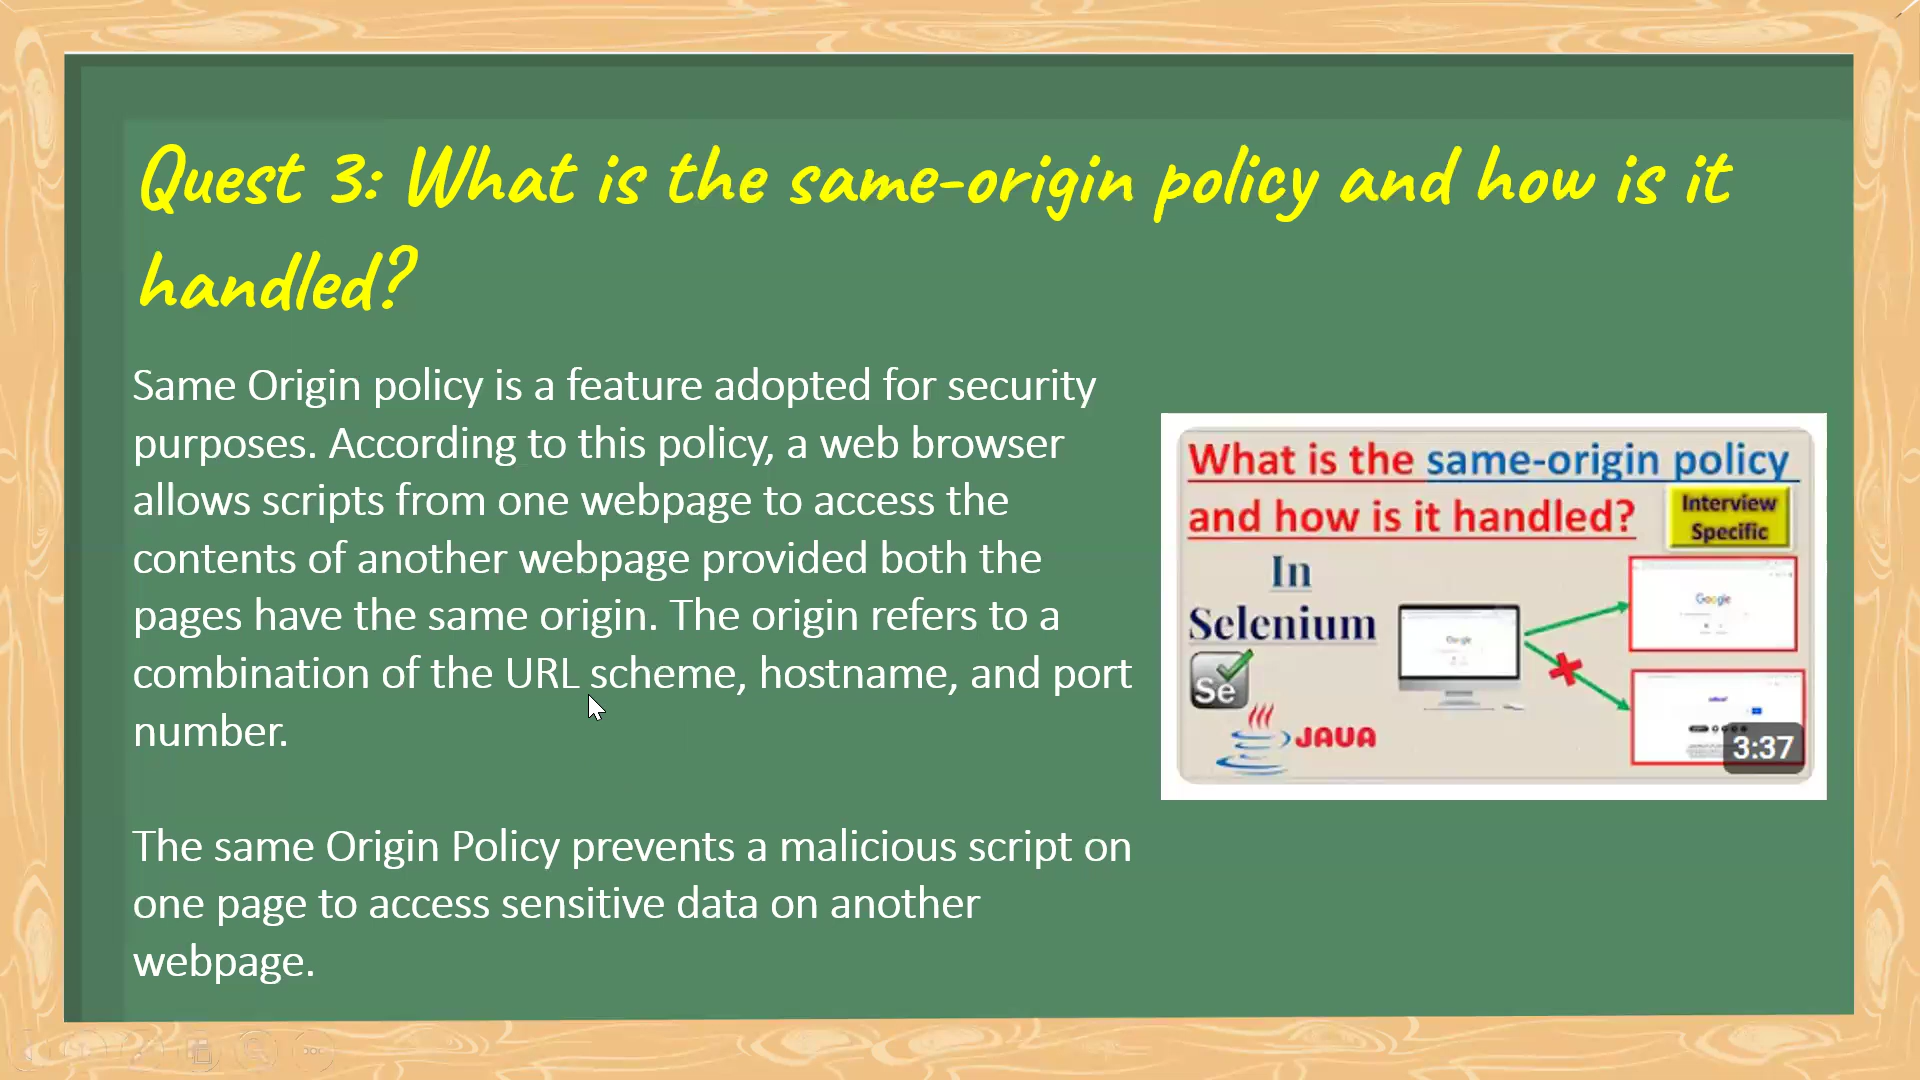 Quest 3: What is the same-origin policy and how is it
handled?
Same Origin policy is a feature adopted for security
purposes. According to this policy, a web browser
allows scripts from one webpage to access the
contents of another webpage provided both the
pages have the same origin. The origin refers to a
combination of the URL scheme, hostname, and port
number.
The same Origin Policy prevents a malicious script on
one page to access sensitive data on another
webpage.
What is the same-origin policy
and how is it handled?
Interview
Specific
In
Selenium
Se
JAVA
Google
Google
3:37